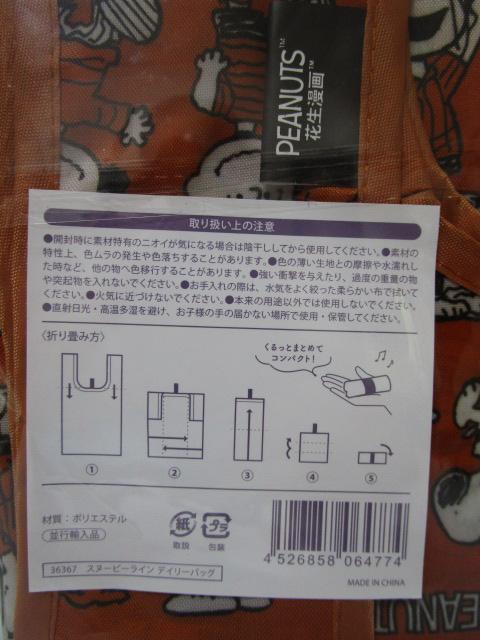 PEANUTS™
花生漫画™
取り扱い上の注意
●開封時に素材特有のニオイが気になる場合は陰干ししてから使用してください。●素材の
特性上、色ムラの発生や色落ちすることがあります。●色の薄い生地との摩擦や水濡れし
た時など、他の物へ色移行することがあります。●強い衝撃を与えたり、過度の重量の物
や突起物を入れないでください。●お手入れの際は、水気をよく絞った柔らかい布で拭いて
ください。●火気に近づけないでください。●本来の用途以外では使用しないでください。
●直射日光・高温多湿を避け、お子様の手の届かない場所で使用・保管してください。
〈折り畳み方〉
くるっとまとめて
コンパクト!
① ② ③ ④ ⑤
材質:ポリエステル
並行輸入品
紙
取説
プラ
包装
36367 スヌーピーライン デイリーバッグ
4 526858 064774
MADE IN CHINA
PEANUT